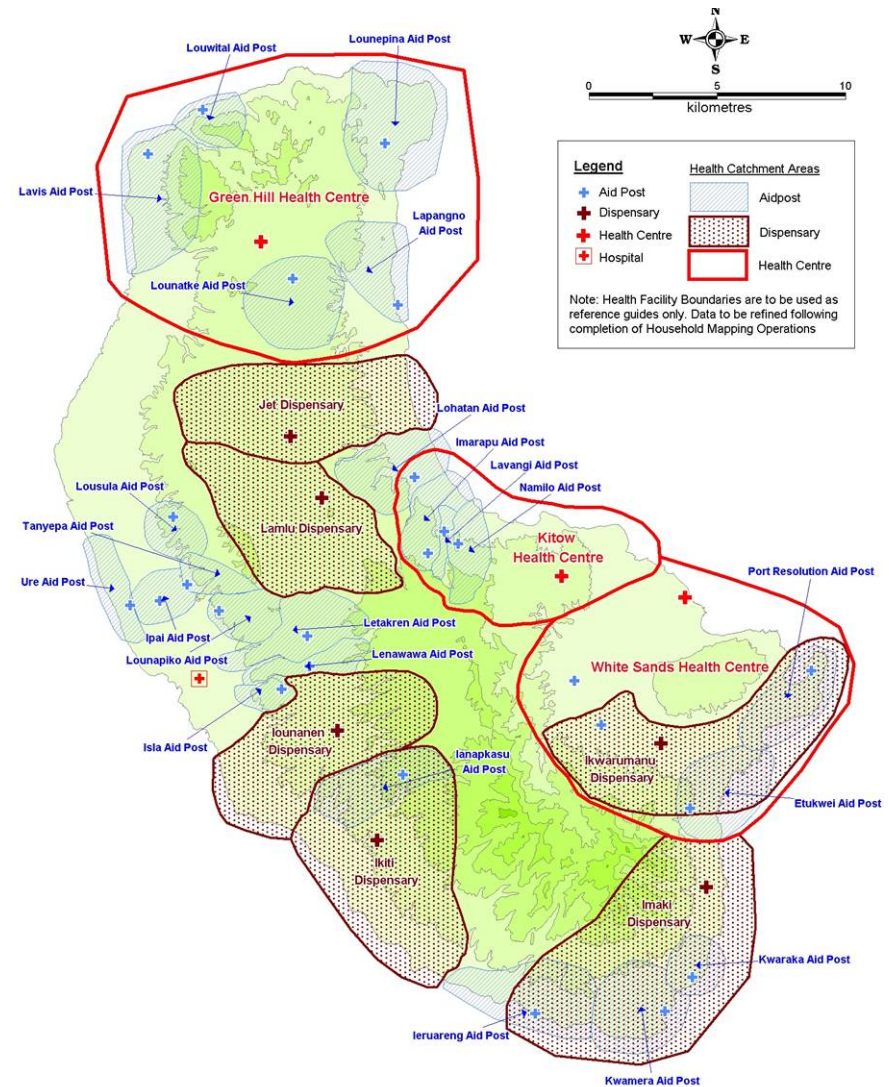 N
W E
S
0 5 10
kilometres
Legend
Aid Post
Dispensary
Health Centre
Hospital
Health Catchment Areas
Aidpost
Dispensary
Health Centre
Note: Health Facility Boundaries are to be used as
reference guides only. Data to be refined following
completion of Household Mapping Operations
Lounepina Aid Post
Louwital Aid Post
Lavis Aid Post
Green Hill Health Centre
Lapangno
Aid Post
Lounatke Aid Post
Jet Dispensary
Lohatan Aid Post
Imarapu Aid Post
Lavangi Aid Post
Namilo Aid Post
Lousula Aid Post
Lamlu Dispensary
Tanyepa Aid Post
Kitow
Health Centre
Ure Aid Post
Port Resolution Aid Post
Ipai Aid Post
Letakren Aid Post
Lounapiko Aid Post
Lenawawa Aid Post
White Sands Health Centre
Isla Aid Post
Iounanen
Dispensary
Ianapkasu
Aid Post
Ikwarumanu
Dispensary
Etukwei Aid Post
Ikiti
Dispensary
Imaki
Dispensary
Kwaraka Aid Post
Ieruareng Aid Post
Kwamera Aid Post